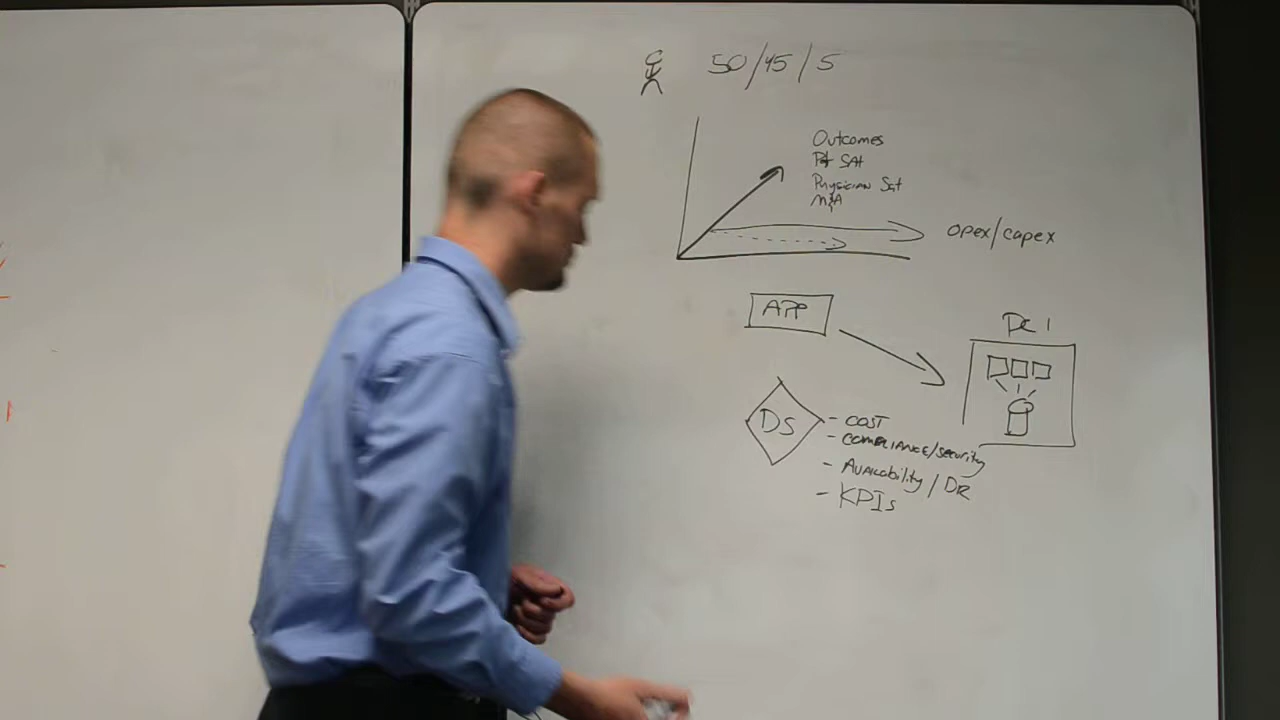 50/45/5
Outcomes
Pt SAt
Physician Sat
M&A
opex/capex
APP
DC 1
DS
- COST
- COMPLIANCE/security
- Availability / DR
- KPIs